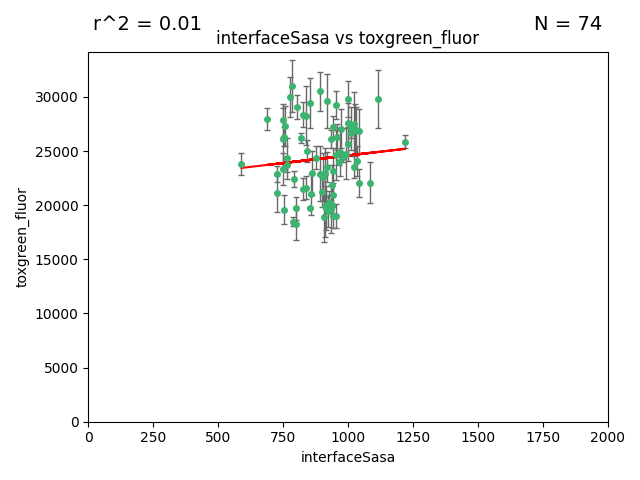 r^2 = 0.01
N = 74
interfaceSasa vs toxgreen_fluor
30000
25000
20000
15000
10000
5000
0
toxgreen_fluor
0 250 500 750 1000 1250 1500 1750 2000
interfaceSasa